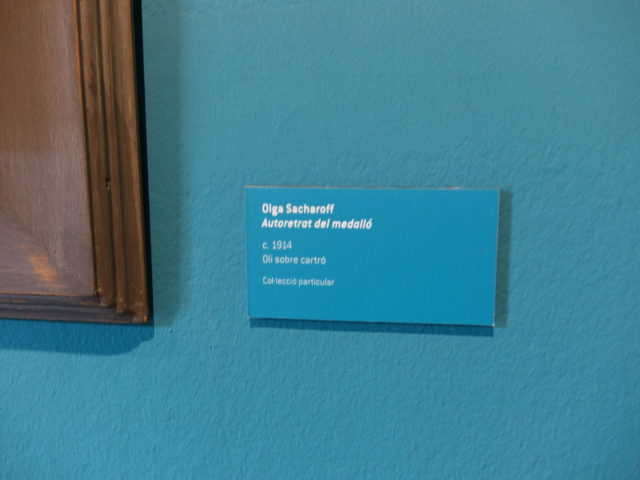 Olga Sacharoff
Autoretrat del medalló
c. 1914
Oli sobre cartró
Col·lecció particular